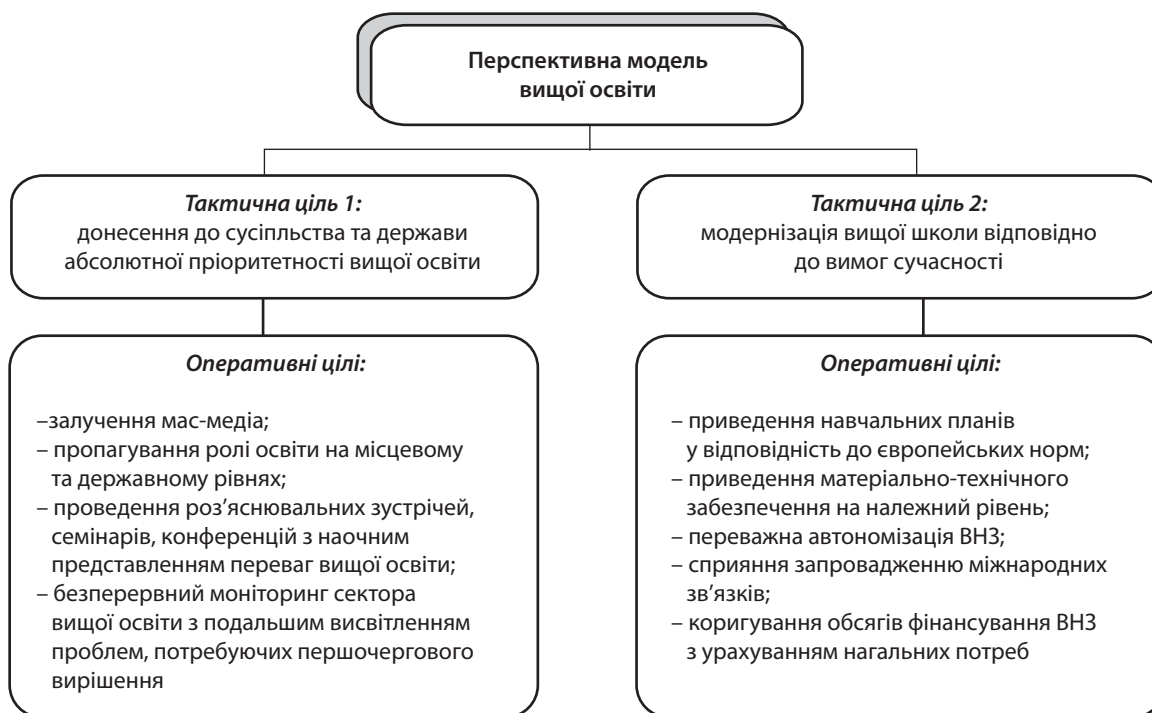 Перспективна модель
вищої освіти
Тактична ціль 1:
донесення до сусіпльства та держави
абсолютної пріоритетності вищої освіти
Оперативні цілі:
–залучення мас-медіа;
– пропагування ролі освіти на місцевому
та державному рівнях;
– проведення роз’яснювальних зустрічей,
семінарів, конференцій з наочним
представленням переваг вищої освіти;
– безперервний моніторинг сектора
вищої освіти з подальшим висвітленням
проблем, потребуючих першочергового
вирішення
Тактична ціль 2:
модернізація вищої школи відповідно
до вимог сучасності
Оперативні цілі:
– приведення навчальних планів
у відповідність до європейських норм;
– приведення матеріально-технічного
забезпечення на належний рівень;
– переважна автономізація ВНЗ;
– сприяння запровадженню міжнародних
зв’язків;
– коригування обсягів фінансування ВНЗ
з урахуванням нагальних потреб